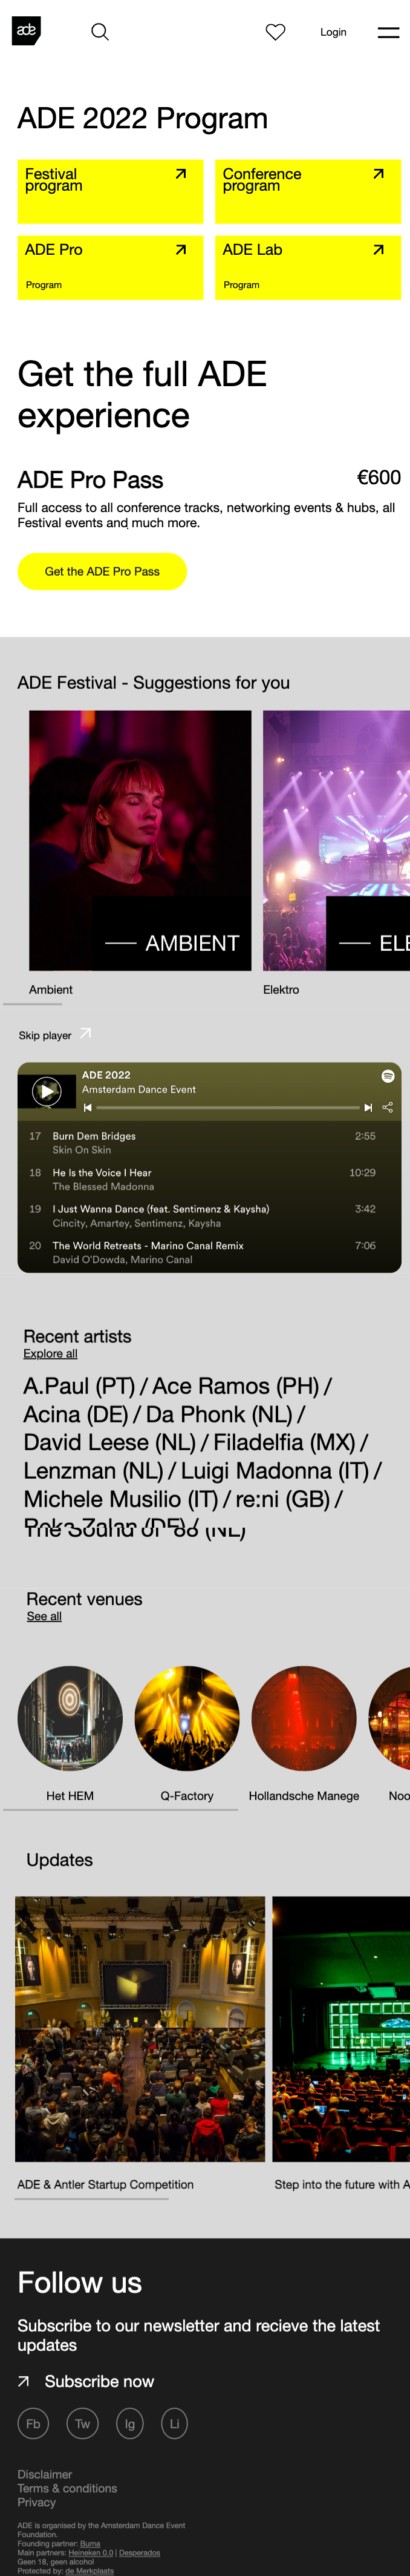 ade
Login
ADE 2022 Program
Festival
program
Conference
program
ADE Pro
Program
ADE Lab
Program
Get the full ADE
experience
ADE Pro Pass
€600
Full access to all conference tracks, networking events & hubs, all
Festival events and much more.
Get the ADE Pro Pass
ADE Festival - Suggestions for you
AMBIENT
ELE
Ambient
Elektro
Skip player
ADE 2022
Amsterdam Dance Event
17 Burn Dem Bridges 2:55
Skin On Skin
18 He Is the Voice I Hear 10:29
The Blessed Madonna
19 I Just Wanna Dance (feat. Sentimenz & Kaysha) 3:42
Cincity, Amartey, Sentimenz, Kaysha
20 The World Retreats - Marino Canal Remix 7:06
David O'Dowda, Marino Canal
Recent artists
Explore all
A.Paul (PT) / Ace Ramos (PH) /
Acina (DE) / Da Phonk (NL) /
David Leese (NL) / Filadelfia (MX) /
Lenzman (NL) / Luigi Madonna (IT) /
Michele Musilio (IT) / re:ni (GB) /
The Sound of (NL)
Recent venues
See all
Het HEM
Q-Factory
Hollandsche Manege
Noo
Updates
ADE & Antler Startup Competition
Step into the future with A
Follow us
Subscribe to our newsletter and recieve the latest
updates
Subscribe now
Fb
Tw
Ig
Li
Disclaimer
Terms & conditions
Privacy
ADE is organised by the Amsterdam Dance Event
Foundation.
Founding partner: Buma
Main partners: Heineken 0.0 | Desperados
Geen 18, geen alcohol
Protected by: de Merkplaats